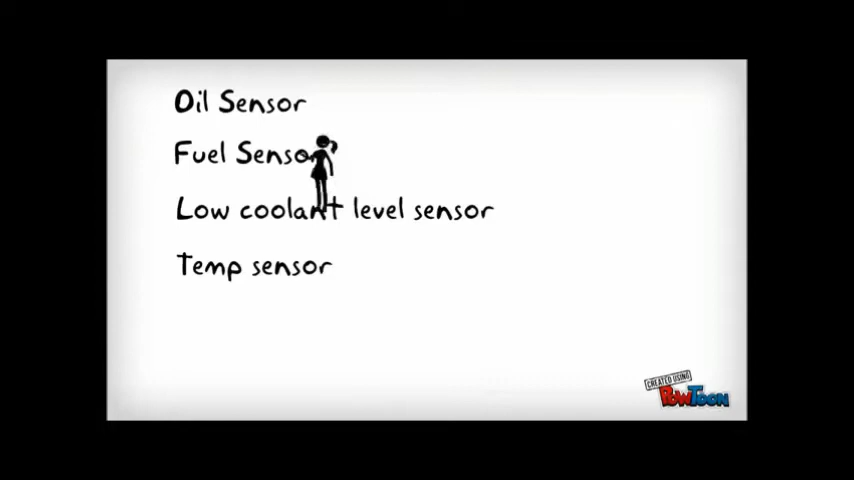 Oil Sensor
Fuel Senso
Low coolant level sensor
Temp sensor
CREATED USING
POWTOON